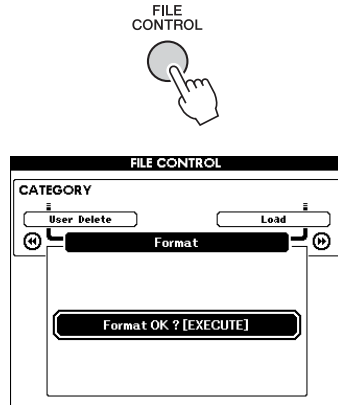 FILE
CONTROL
FILE CONTROL
CATEGORY
User Delete
Load
Format
Format OK ? [EXECUTE]